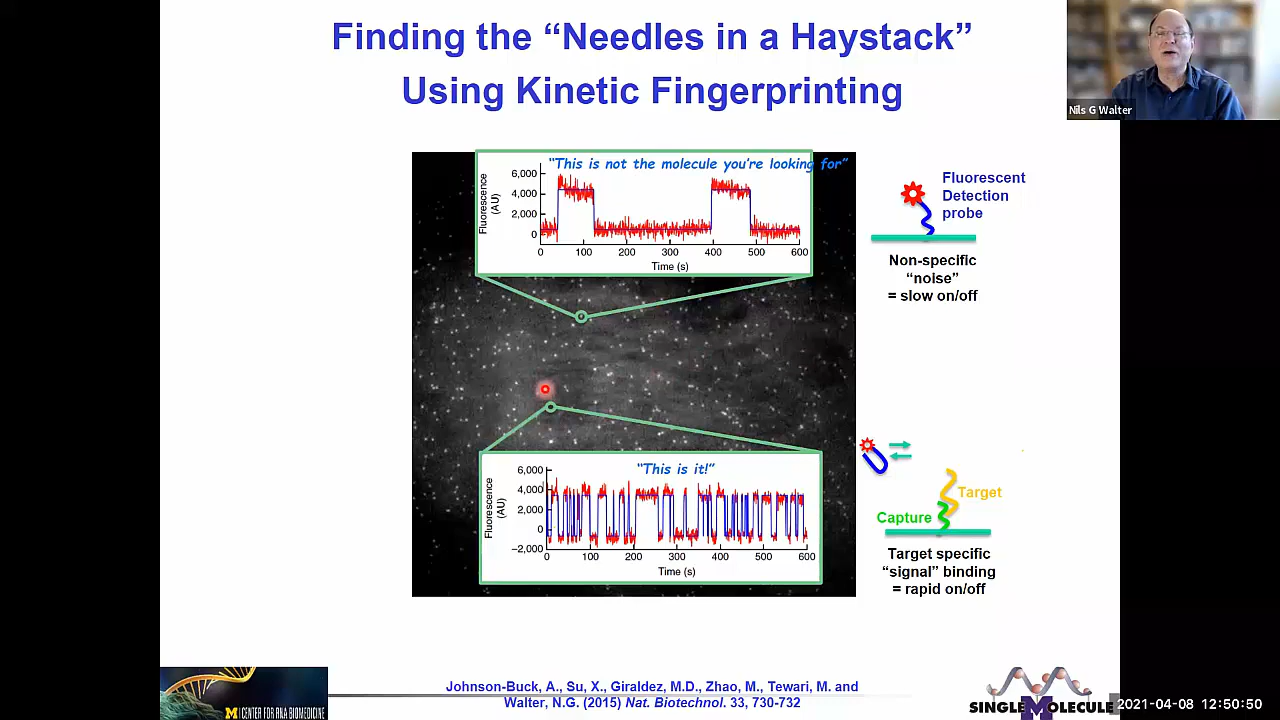 Finding the “Needles in a Haystack”
Using Kinetic Fingerprinting
Nils G Walter
“This is not the molecule you’re looking for”
Fluorescence
(AU)
6,000
4,000
2,000
0
0 100 200 300 400 500 600
Time (s)
Fluorescent
Detection
probe
Non-specific
“noise”
= slow on/off
“This is it!”
Fluorescence
(AU)
6,000
4,000
2,000
0
−2,000
0 100 200 300 400 500 600
Time (s)
Target
Capture
Target specific
“signal” binding
= rapid on/off
M CENTER FOR RNA BIOMEDICINE
Johnson-Buck, A., Su, X., Giraldez, M.D., Zhao, M., Tewari, M. and
Walter, N.G. (2015) Nat. Biotechnol. 33, 730-732
SINGLE MOLECULE
2021-04-08 12:50:50